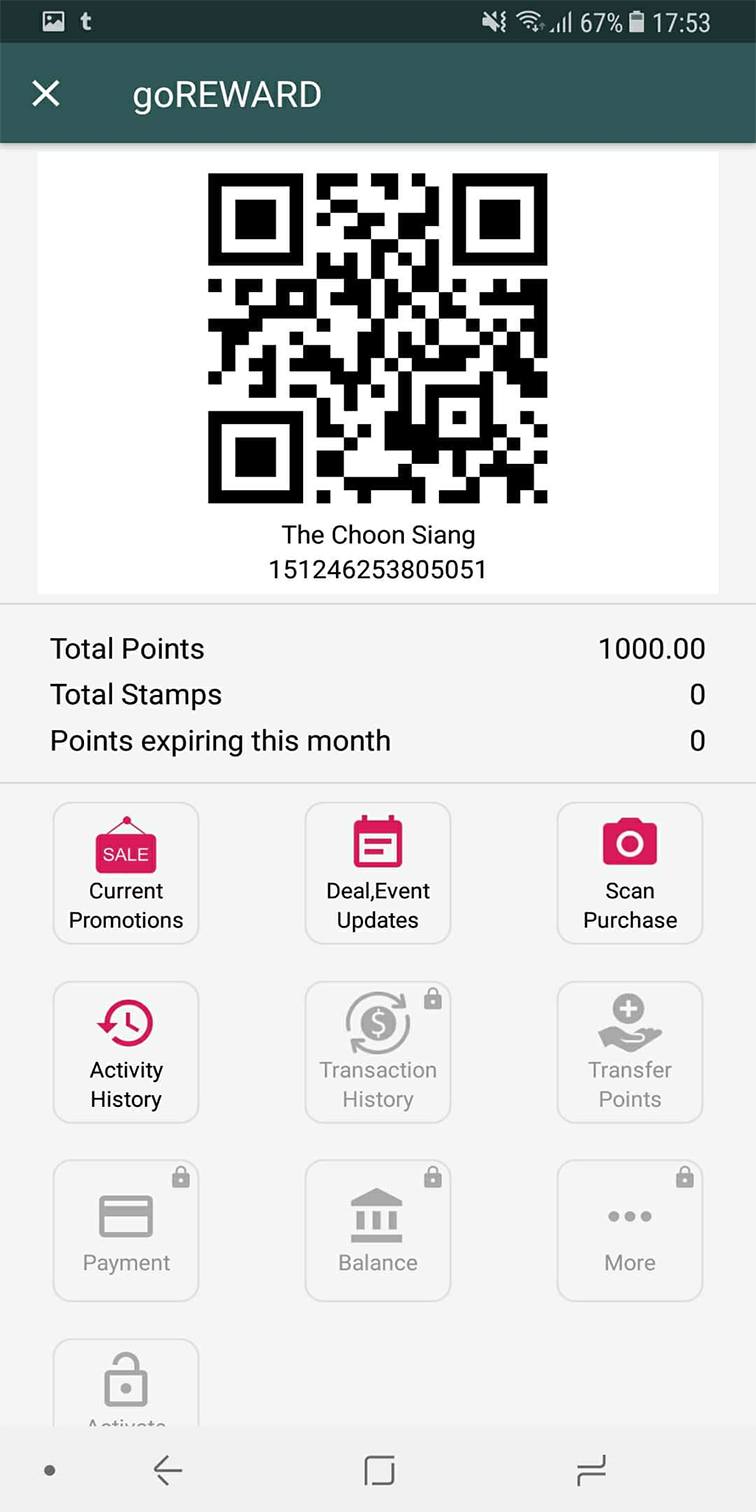 t 67% 17:53
goREWARD
The Choon Siang
151246253805051
Total Points 1000.00
Total Stamps 0
Points expiring this month 0
SALE
Current
Promotions
Deal,Event
Updates
Scan
Purchase
Activity
History
$
Transaction
History
Transfer
Points
Payment
Balance
More
Activate